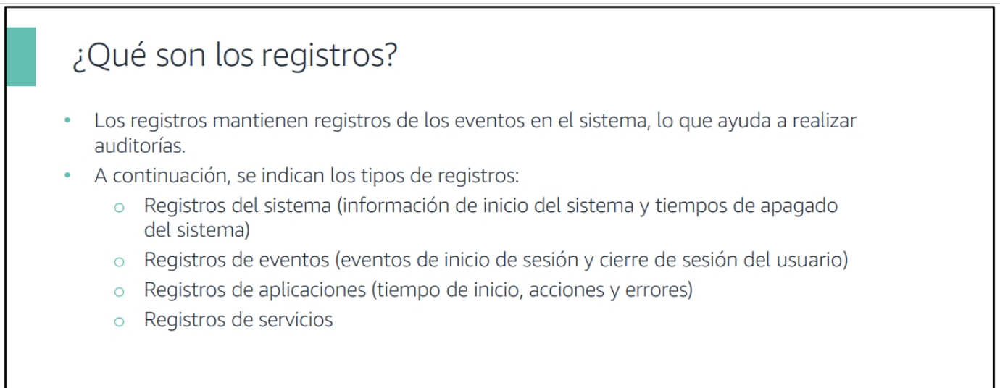 ¿Qué son los registros?
• Los registros mantienen registros de los eventos en el sistema, lo que ayuda a realizar
auditorías.
• A continuación, se indican los tipos de registros:
o Registros del sistema (información de inicio del sistema y tiempos de apagado
del sistema)
o Registros de eventos (eventos de inicio de sesión y cierre de sesión del usuario)
o Registros de aplicaciones (tiempo de inicio, acciones y errores)
o Registros de servicios